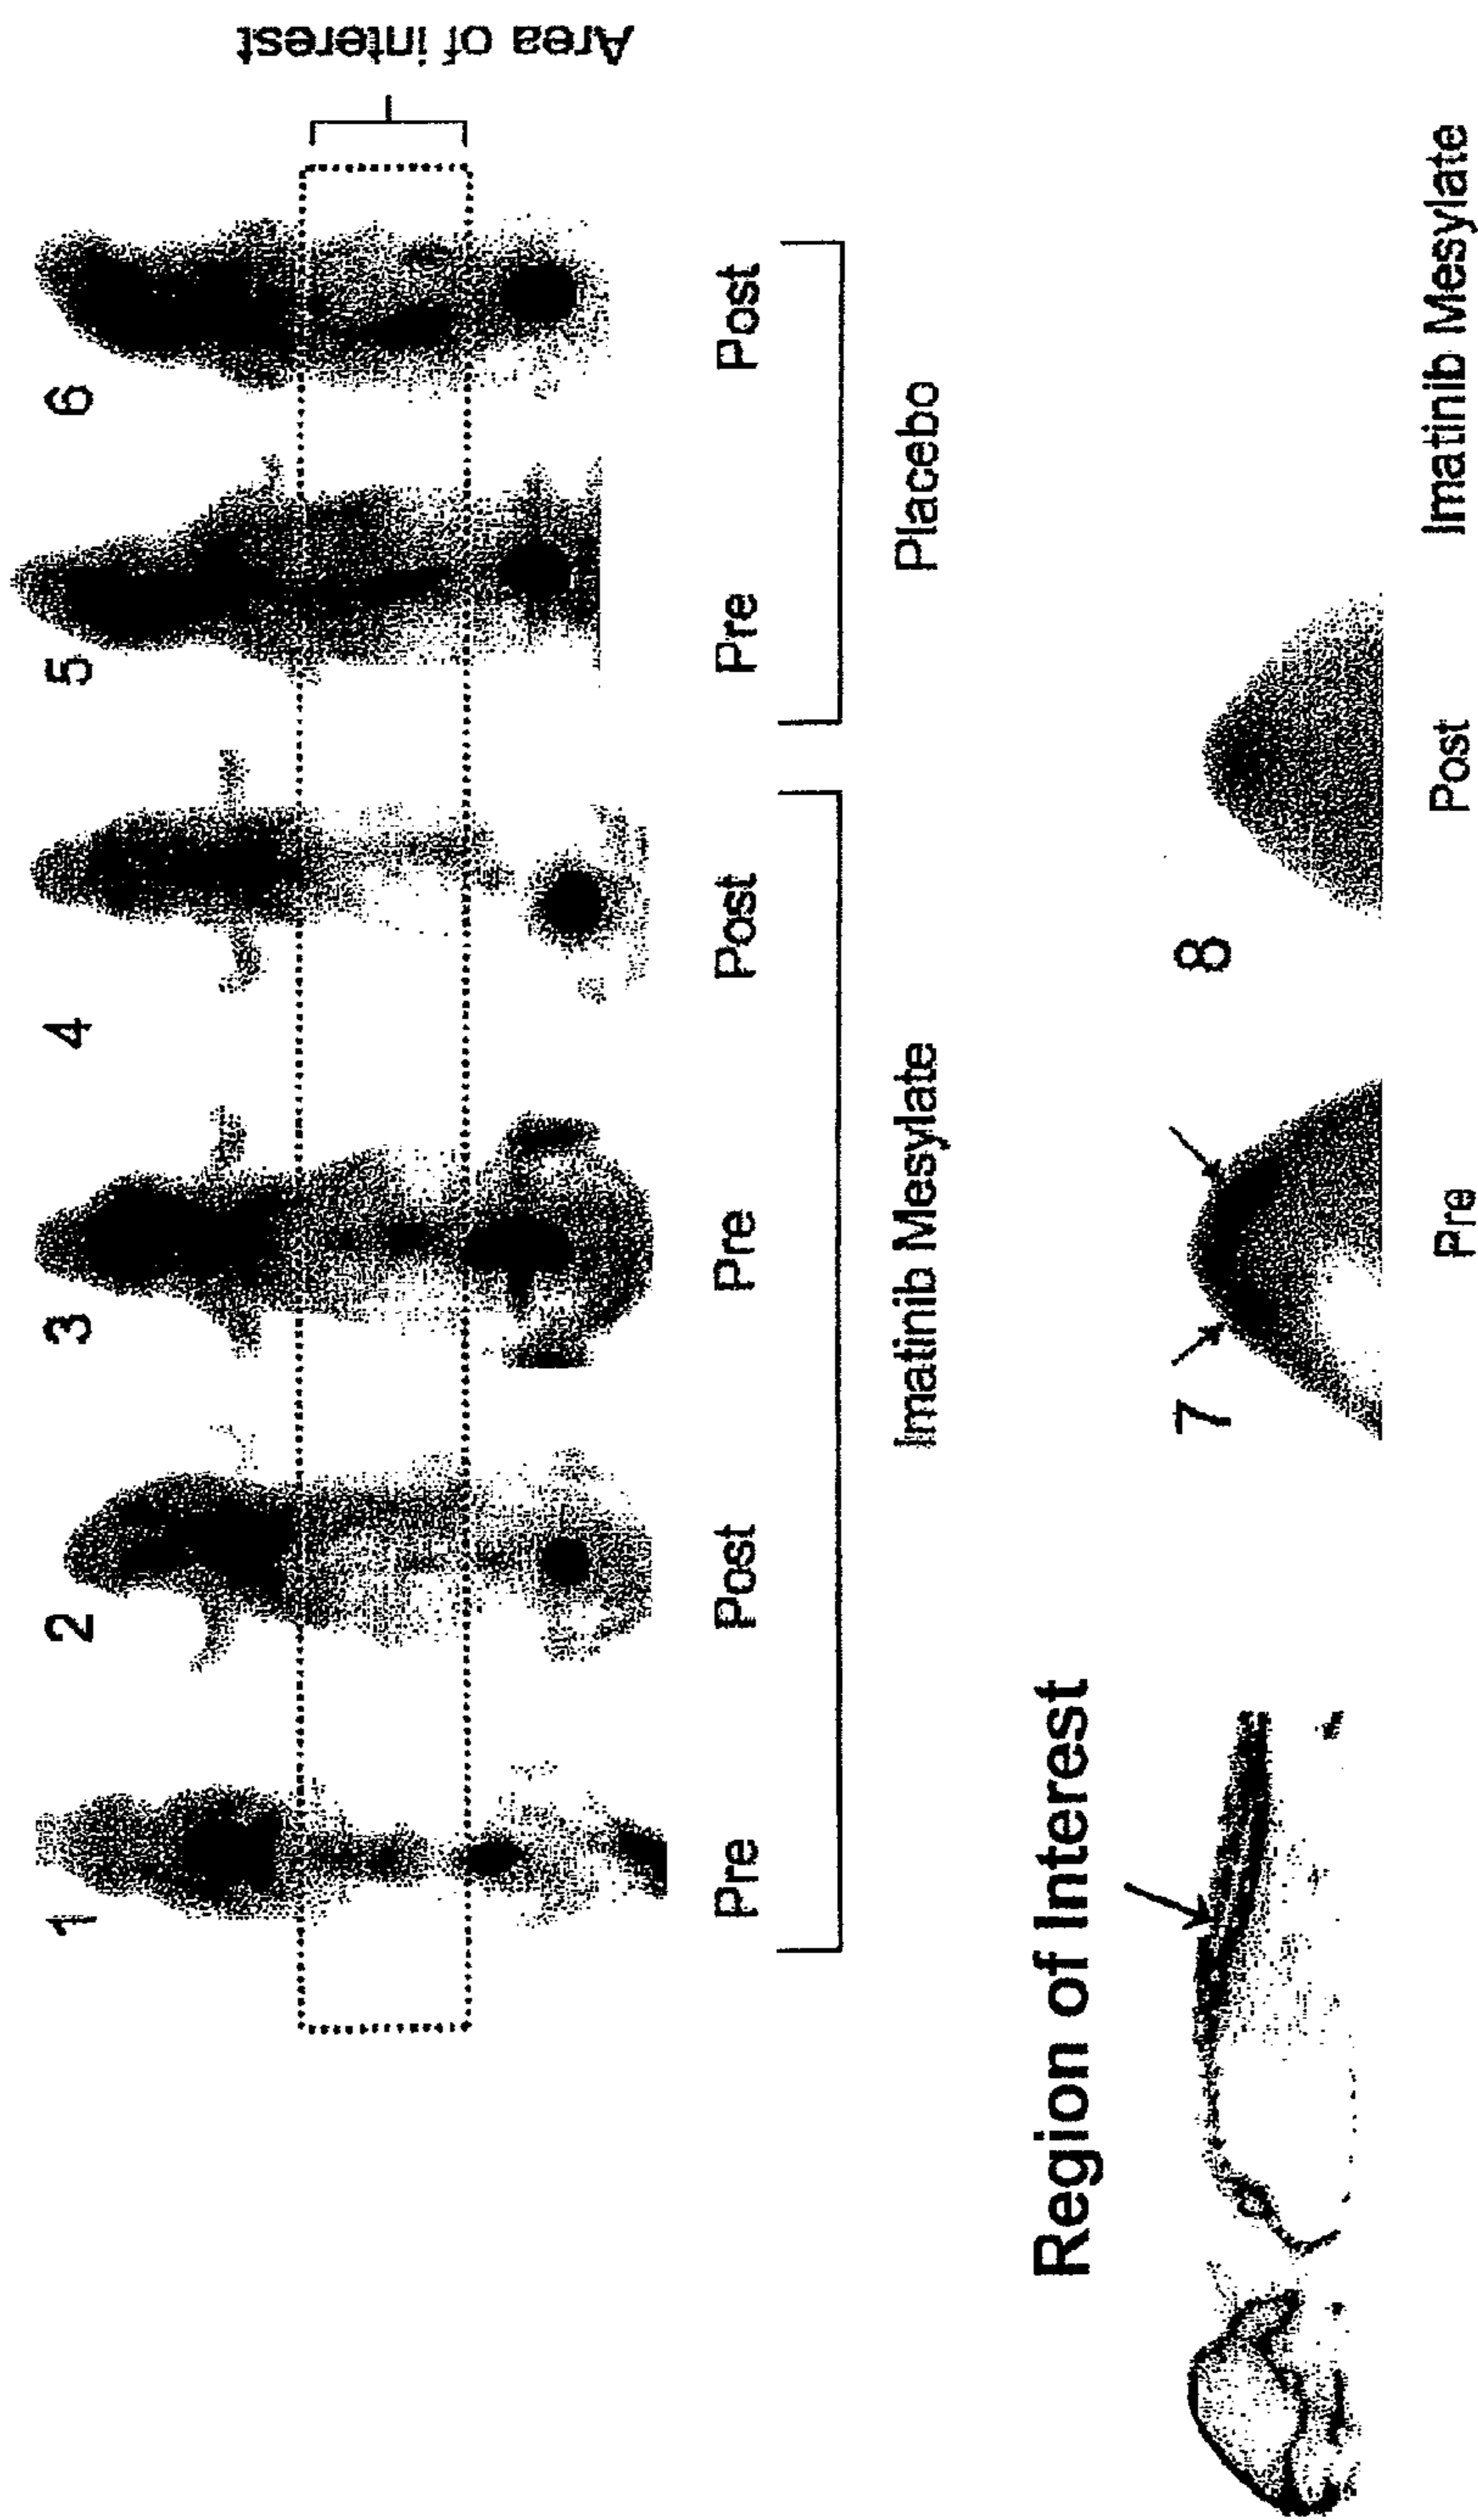 Area of interest
1
2
3
4
5
6
Pre
Post
Pre
Post
Pre
Post
Imatinib Mesylate
Placebo
Region of Interest
7
8
Pre
Post
Imatinib Mesylate